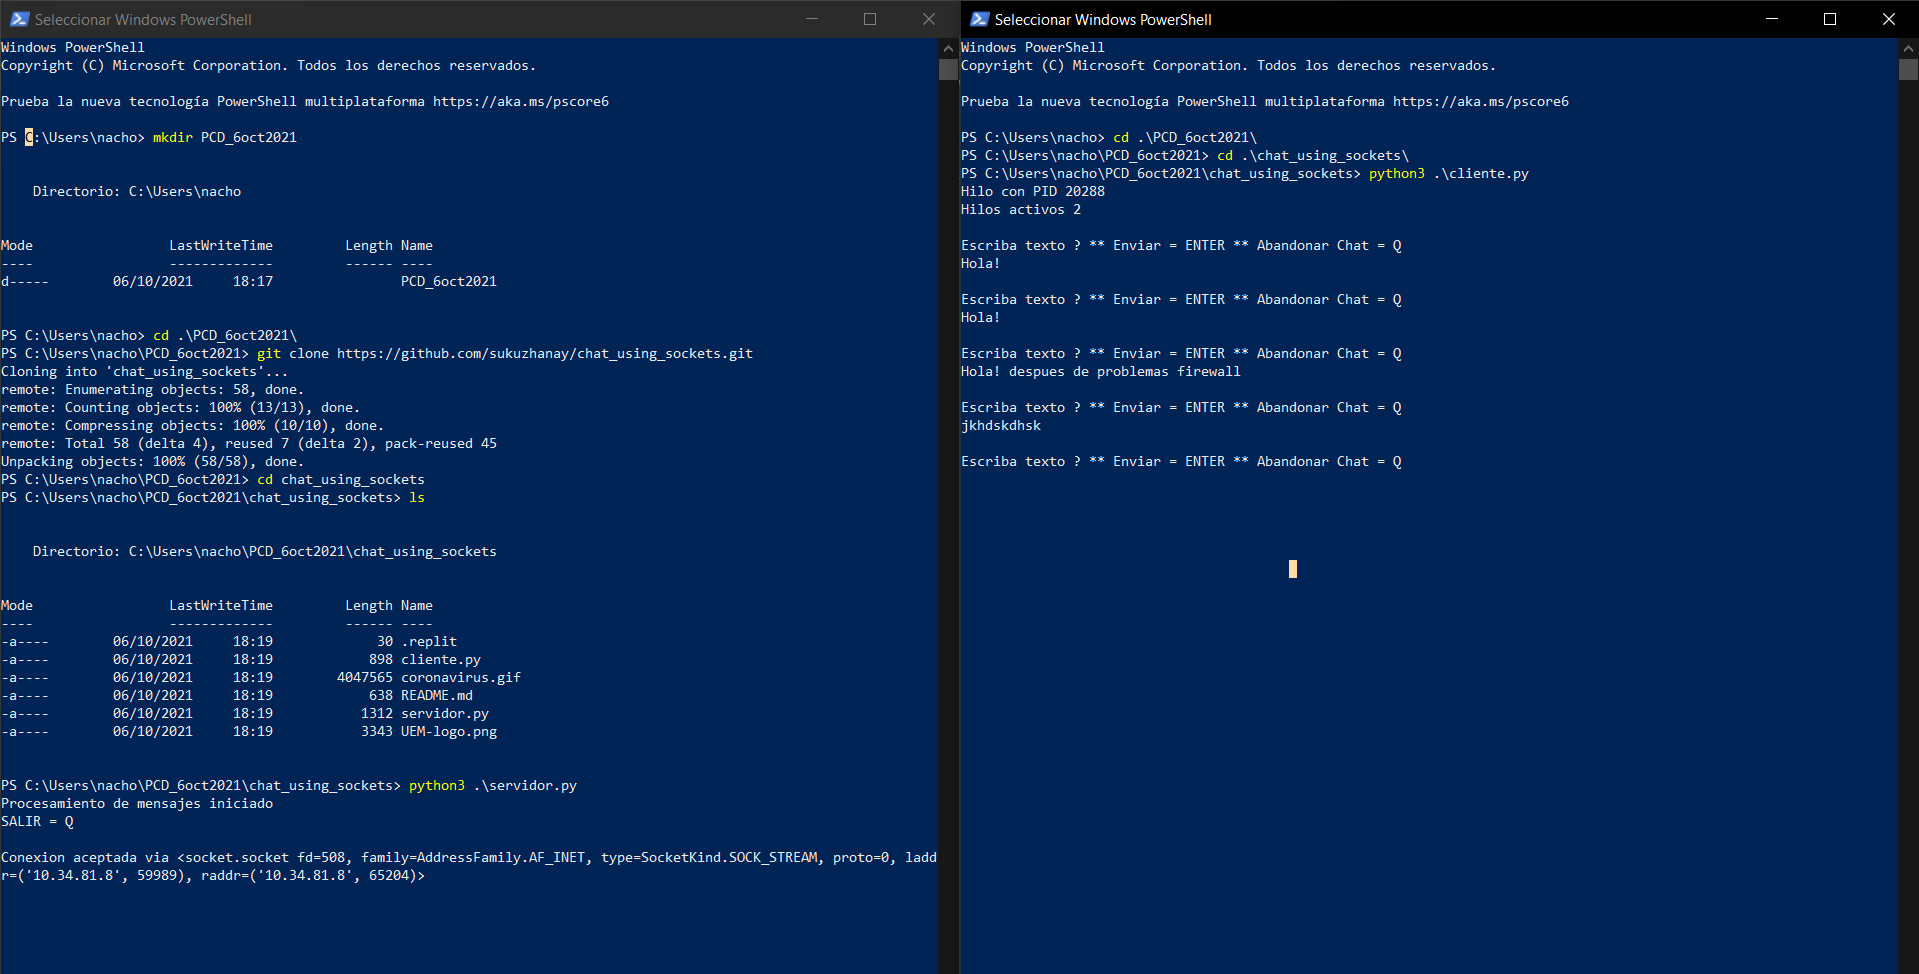 Seleccionar Windows PowerShell
Windows PowerShell
Copyright (C) Microsoft Corporation. Todos los derechos reservados.
Prueba la nueva tecnología PowerShell multiplataforma https://aka.ms/pscore6
PS C:\Users\nacho> mkdir PCD_6oct2021
Directorio: C:\Users\nacho
Mode                 LastWriteTime         Length Name
----                 -------------         ------ ----
d-----        06/10/2021     18:17                PCD_6oct2021
PS C:\Users\nacho> cd .\PCD_6oct2021\
PS C:\Users\nacho\PCD_6oct2021> git clone https://github.com/sukuzhanay/chat_using_sockets.git
Cloning into 'chat_using_sockets'...
remote: Enumerating objects: 58, done.
remote: Counting objects: 100% (13/13), done.
remote: Compressing objects: 100% (10/10), done.
remote: Total 58 (delta 4), reused 7 (delta 2), pack-reused 45
Unpacking objects: 100% (58/58), done.
PS C:\Users\nacho\PCD_6oct2021> cd chat_using_sockets
PS C:\Users\nacho\PCD_6oct2021\chat_using_sockets> ls
Directorio: C:\Users\nacho\PCD_6oct2021\chat_using_sockets
Mode                 LastWriteTime         Length Name
----                 -------------         ------ ----
-a----        06/10/2021     18:19             30 .replit
-a----        06/10/2021     18:19            898 cliente.py
-a----        06/10/2021     18:19        4047565 coronavirus.gif
-a----        06/10/2021     18:19            638 README.md
-a----        06/10/2021     18:19           1312 servidor.py
-a----        06/10/2021     18:19           3343 UEM-logo.png
PS C:\Users\nacho\PCD_6oct2021\chat_using_sockets> python3 .\servidor.py
Procesamiento de mensajes iniciado
SALIR = Q
Conexion aceptada via <socket.socket fd=508, family=AddressFamily.AF_INET, type=SocketKind.SOCK_STREAM, proto=0, ladd
r=('10.34.81.8', 59989), raddr=('10.34.81.8', 65204)>
Seleccionar Windows PowerShell
Windows PowerShell
Copyright (C) Microsoft Corporation. Todos los derechos reservados.
Prueba la nueva tecnología PowerShell multiplataforma https://aka.ms/pscore6
PS C:\Users\nacho> cd .\PCD_6oct2021\
PS C:\Users\nacho\PCD_6oct2021> cd .\chat_using_sockets\
PS C:\Users\nacho\PCD_6oct2021\chat_using_sockets> python3 .\cliente.py
Hilo con PID 20288
Hilos activos 2
Escriba texto ? ** Enviar = ENTER ** Abandonar Chat = Q
Hola!
Escriba texto ? ** Enviar = ENTER ** Abandonar Chat = Q
Hola!
Escriba texto ? ** Enviar = ENTER ** Abandonar Chat = Q
Hola! despues de problemas firewall
Escriba texto ? ** Enviar = ENTER ** Abandonar Chat = Q
jkhdskdhsk
Escriba texto ? ** Enviar = ENTER ** Abandonar Chat = Q